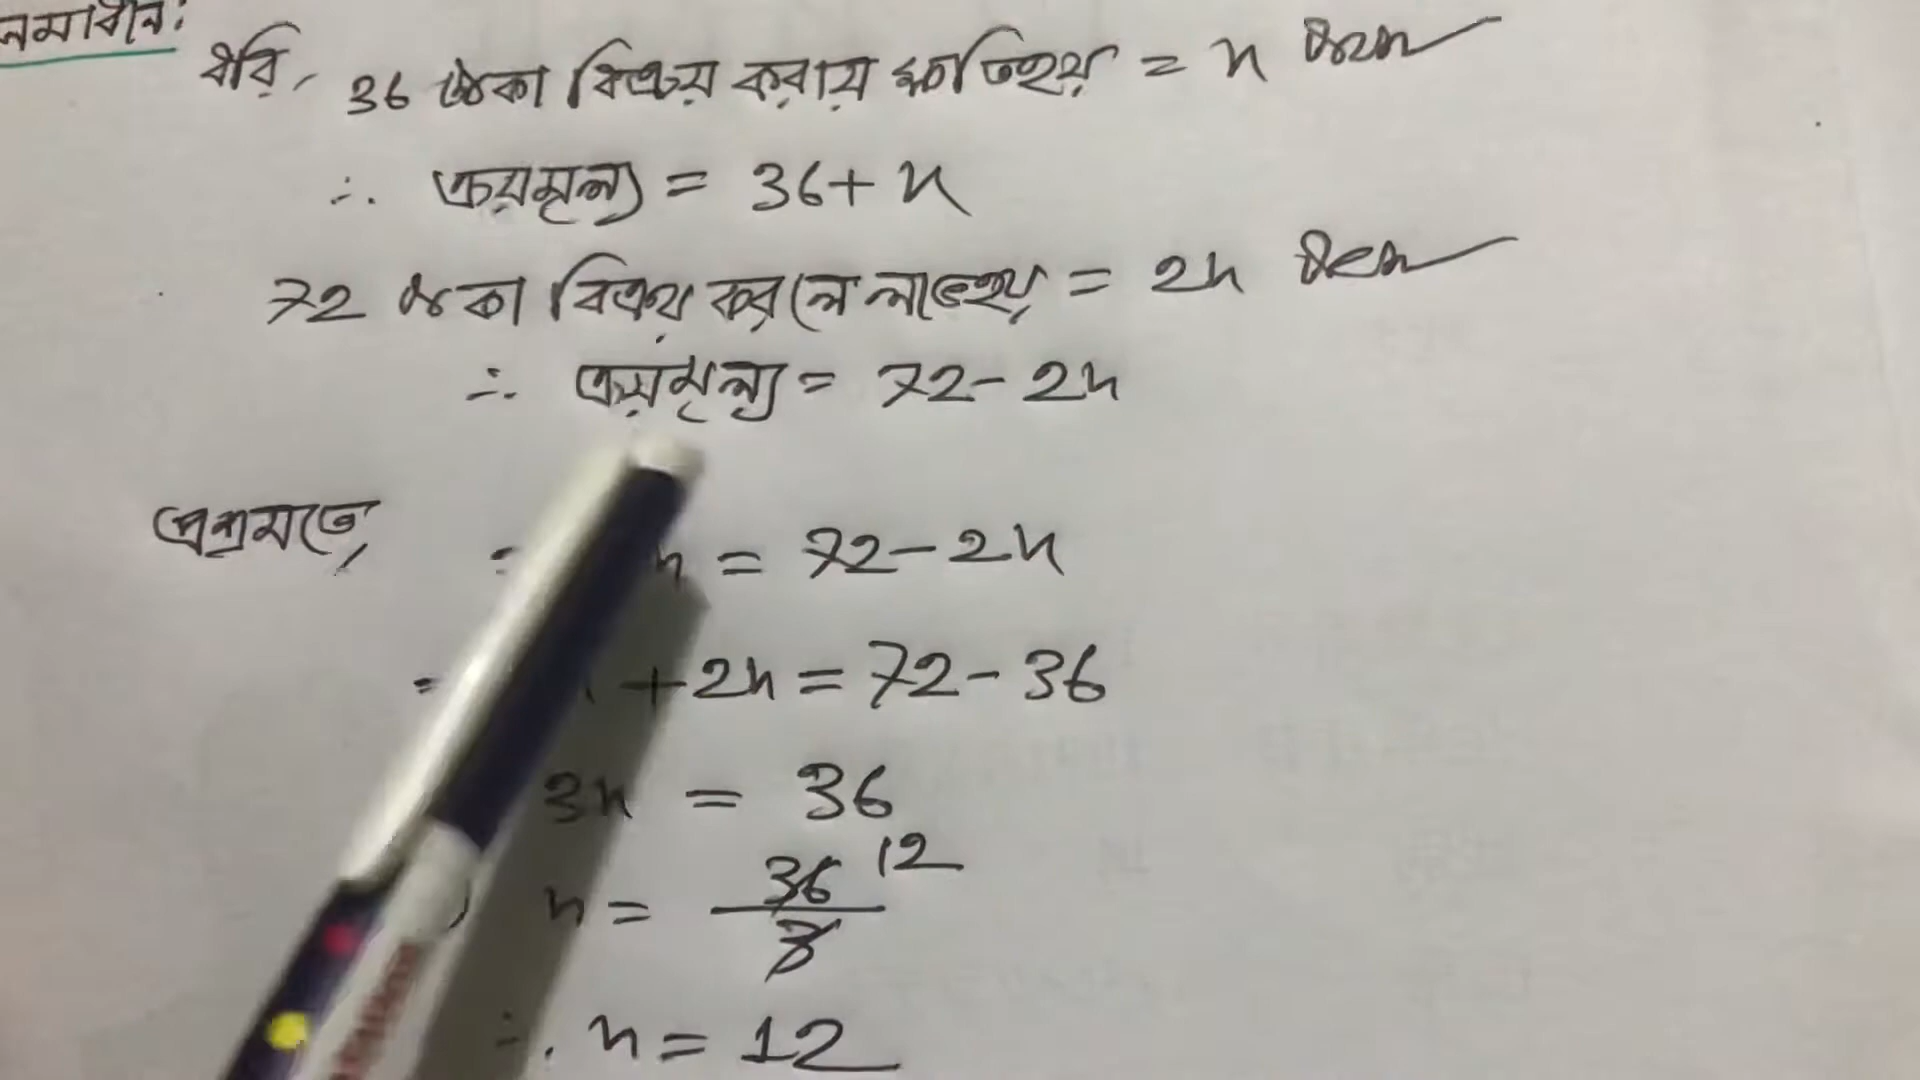 সমাধান:
ধরি, 36 টাকা বিক্রয় করায় ক্ষতি হয় = x টাকা
∴ ক্রয়মূল্য = 36 + x
72 টাকা বিক্রয় করলে লাভ হয় = 2x টাকা
∴ ক্রয়মূল্য = 72 - 2x
প্রশ্নমতে, x = 72 - 2x
+ 2x = 72 - 36
3x = 36
x = 36/3 12
∴ x = 12